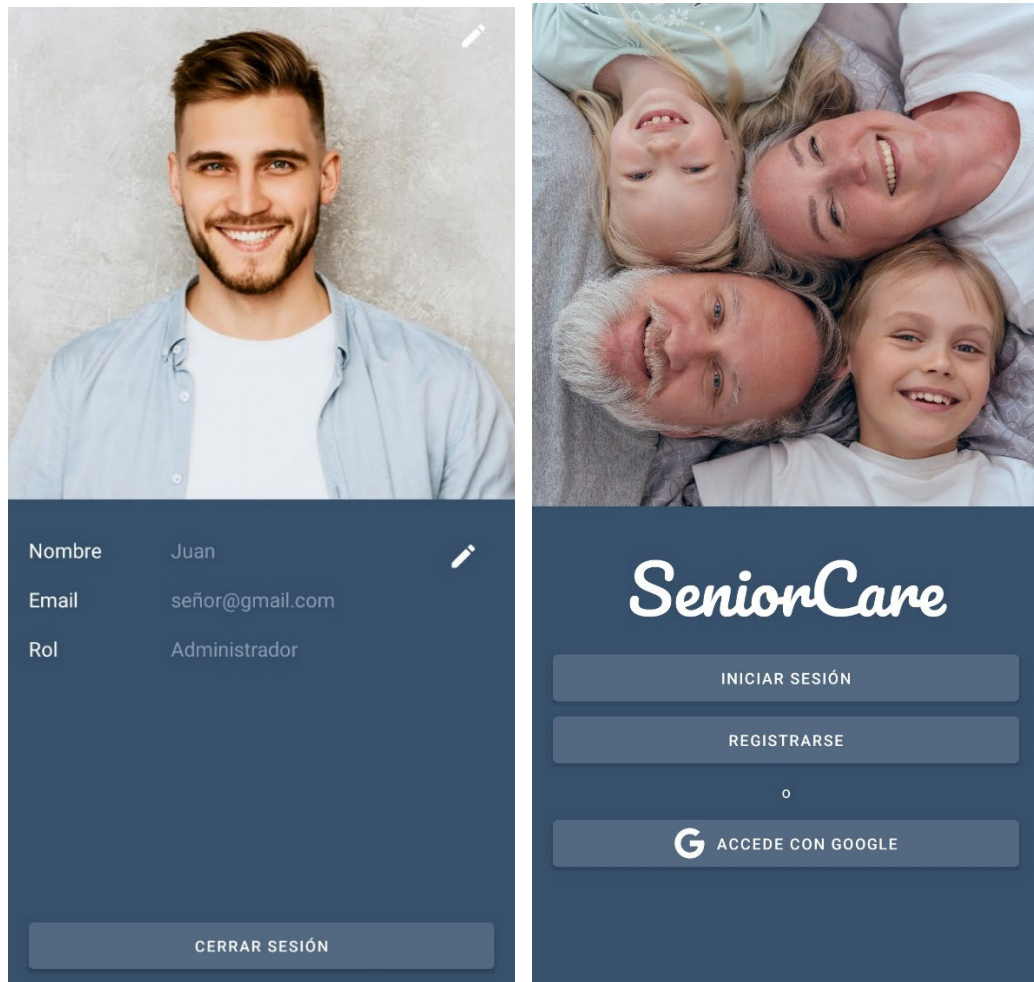 Nombre Juan
Email señor@gmail.com
Rol Administrador
CERRAR SESIÓN
SeniorCare
INICIAR SESIÓN
REGISTRARSE
o
G ACCEDE CON GOOGLE